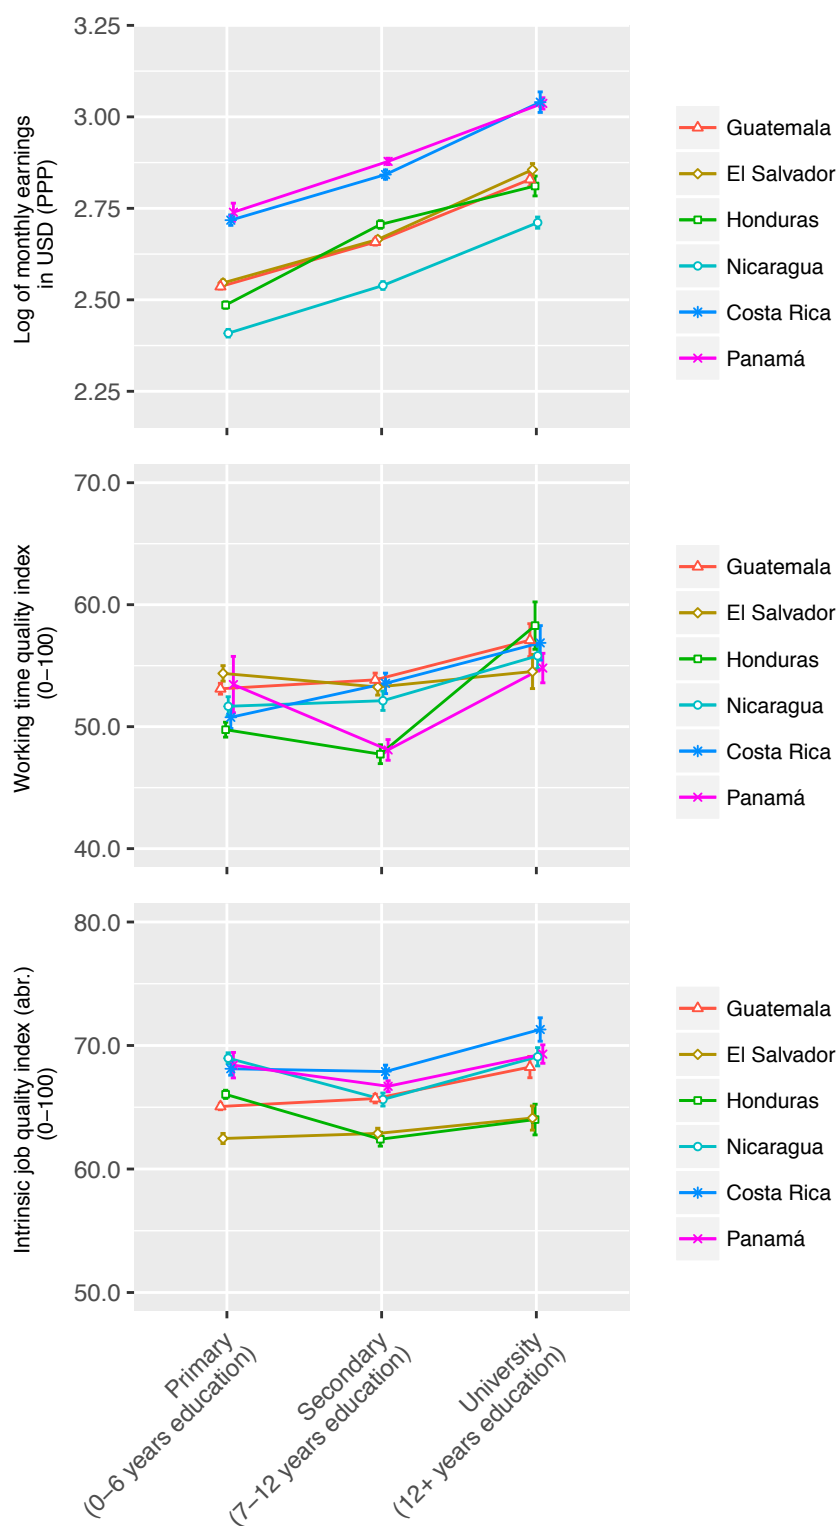 Log of monthly earnings
in USD (PPP)
3.25
3.00
2.75
2.50
2.25
Guatemala
El Salvador
Honduras
Nicaragua
Costa Rica
Panamá
Working time quality index
(0–100)
70.0
60.0
50.0
40.0
Guatemala
El Salvador
Honduras
Nicaragua
Costa Rica
Panamá
Intrinsic job quality index (abr.)
(0–100)
80.0
70.0
60.0
50.0
Guatemala
El Salvador
Honduras
Nicaragua
Costa Rica
Panamá
Primary
(0–6 years education)
Secondary
(7–12 years education)
University
(12+ years education)